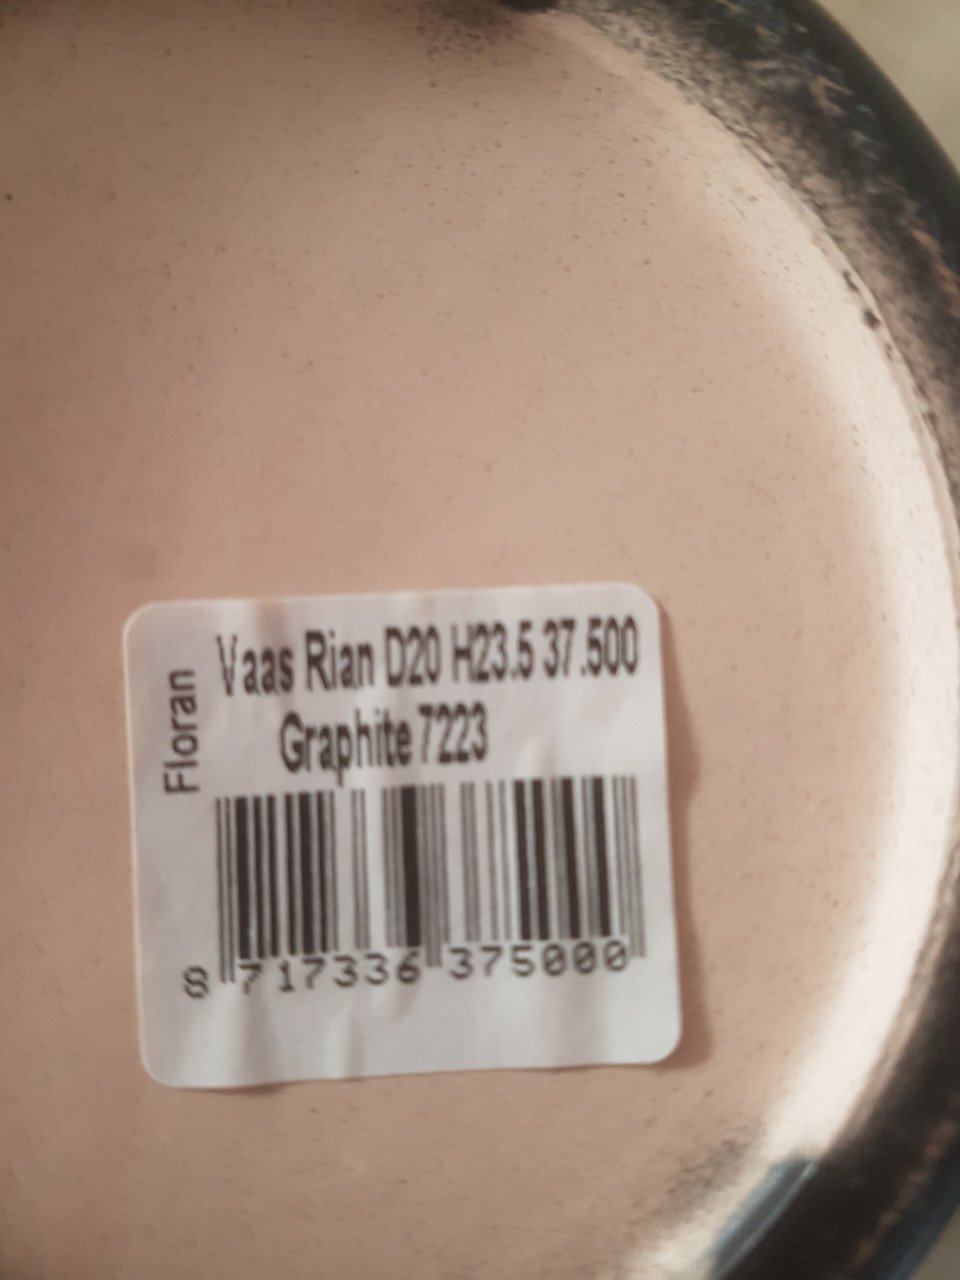 Floran
Vaas Rian D20 H23.5 37.500
Graphite 7223
8 717336 375000